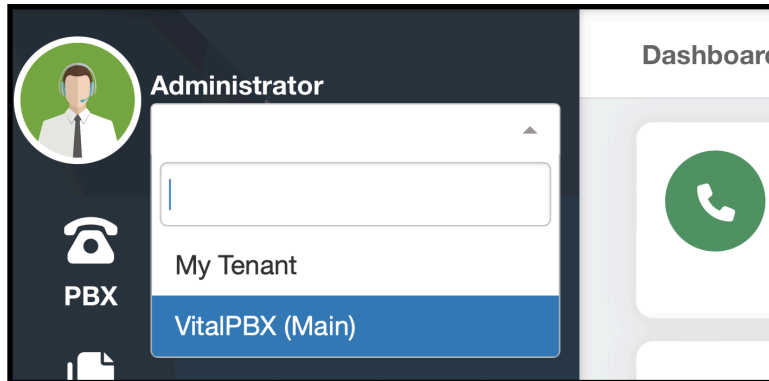 Dashboard
Administrator
My Tenant
PBX
VitalPBX (Main)